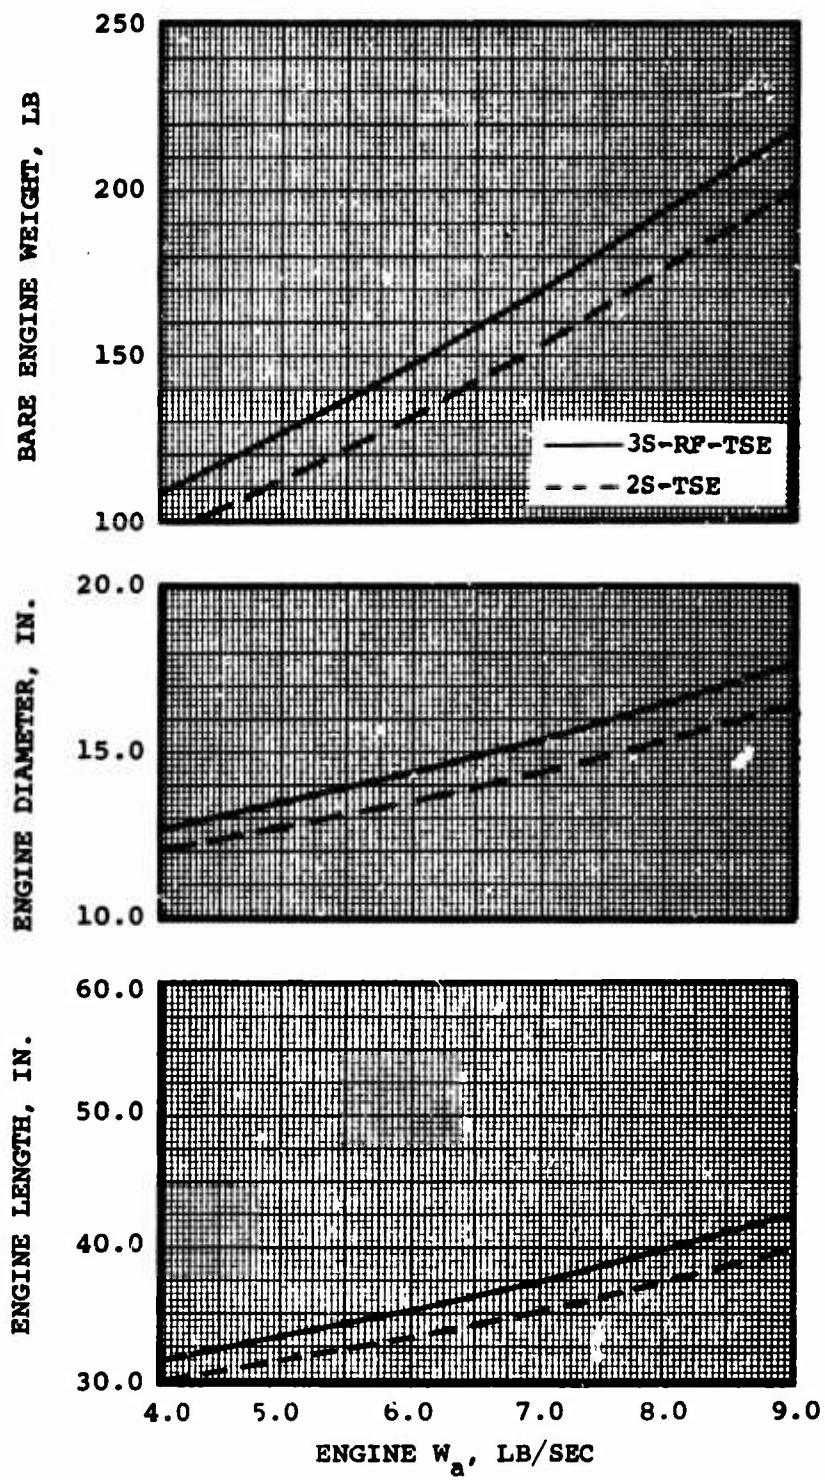 250
200
150
100
BARE ENGINE WEIGHT, LB
3S-RF-TSE
2S-TSE
20.0
15.0
10.0
ENGINE DIAMETER, IN.
60.0
50.0
40.0
30.0
ENGINE LENGTH, IN.
4.0 5.0 6.0 7.0 8.0 9.0
ENGINE Wa, LB/SEC